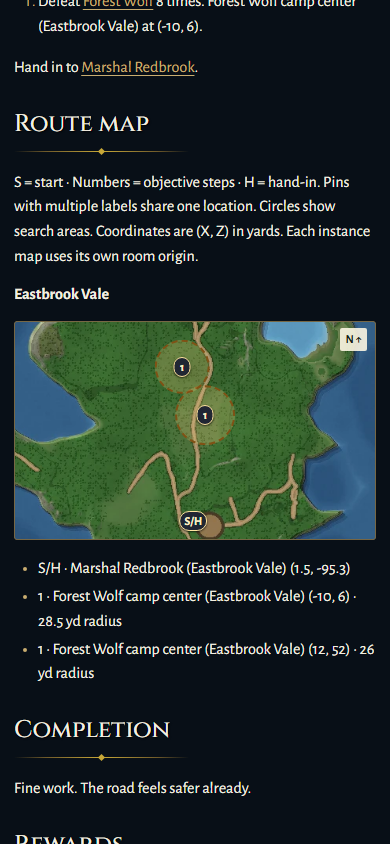 1. Defeat Forest Wolf 8 times. Forest Wolf camp center
(Eastbrook Vale) at (-10, 6).
Hand in to Marshal Redbrook.
Route map
S = start · Numbers = objective steps · H = hand-in. Pins
with multiple labels share one location. Circles show
search areas. Coordinates are (X, Z) in yards. Each instance
map uses its own room origin.
Eastbrook Vale
N ↑
1
1
S/H
• S/H · Marshal Redbrook (Eastbrook Vale) (1.5, -95.3)
• 1 · Forest Wolf camp center (Eastbrook Vale) (-10, 6) ·
28.5 yd radius
• 1 · Forest Wolf camp center (Eastbrook Vale) (12, 52) · 26
yd radius
Completion
Fine work. The road feels safer already.
Rewards